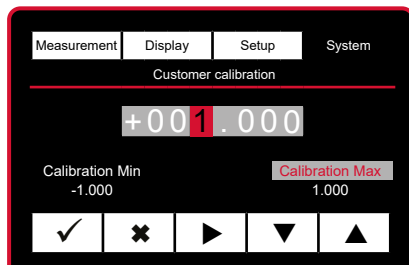 Measurement Display Setup System
Customer calibration
+001.000
Calibration Min Calibration Max
-1.000 1.000